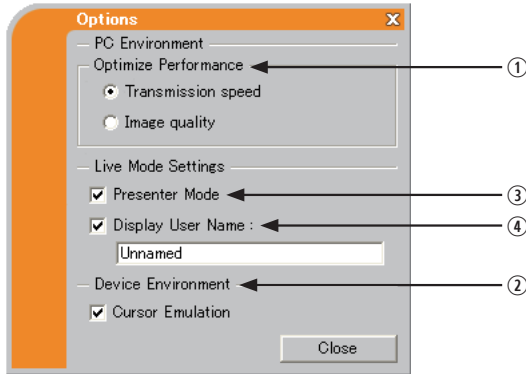 Options X
PC Environment
Optimize Performance ①
Transmission speed
Image quality
Live Mode Settings
Presenter Mode ③
Display User Name : ④
Unnamed
Device Environment ②
Cursor Emulation
Close